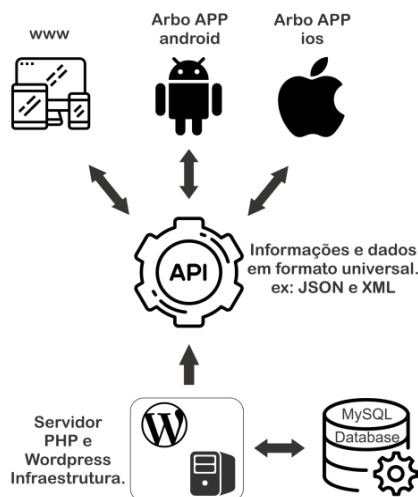 www
Arbo APP
android
Arbo APP
ios
API
Informações e dados
em formato universal.
ex: JSON e XML
Servidor
PHP e
Wordpress
Infraestrutura.
W
MySQL
Database